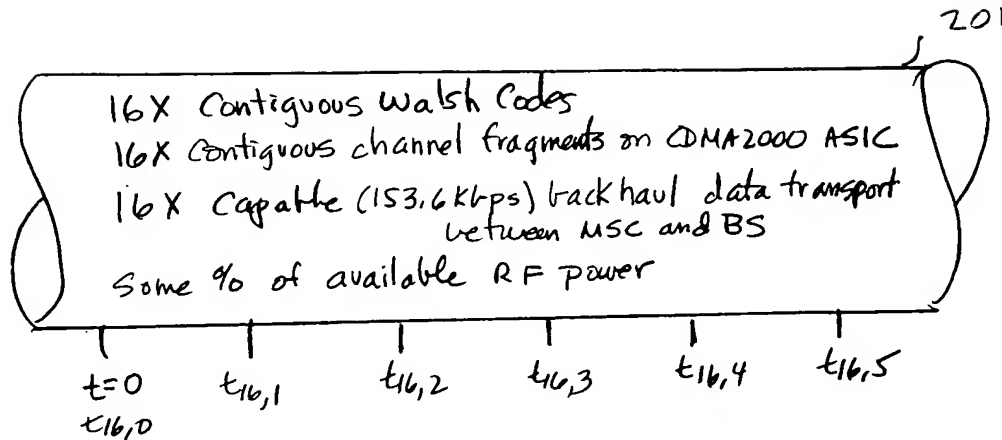 201
16X Contiguous Walsh Codes
16X Contiguous channel fragments on CDMA2000 ASIC
16X Capable (153.6 kbps) backhaul data transport
between MSC and BS
Some % of available RF power
t=0
t16,0
t16,1
t16,2
t16,3
t16,4
t16,5